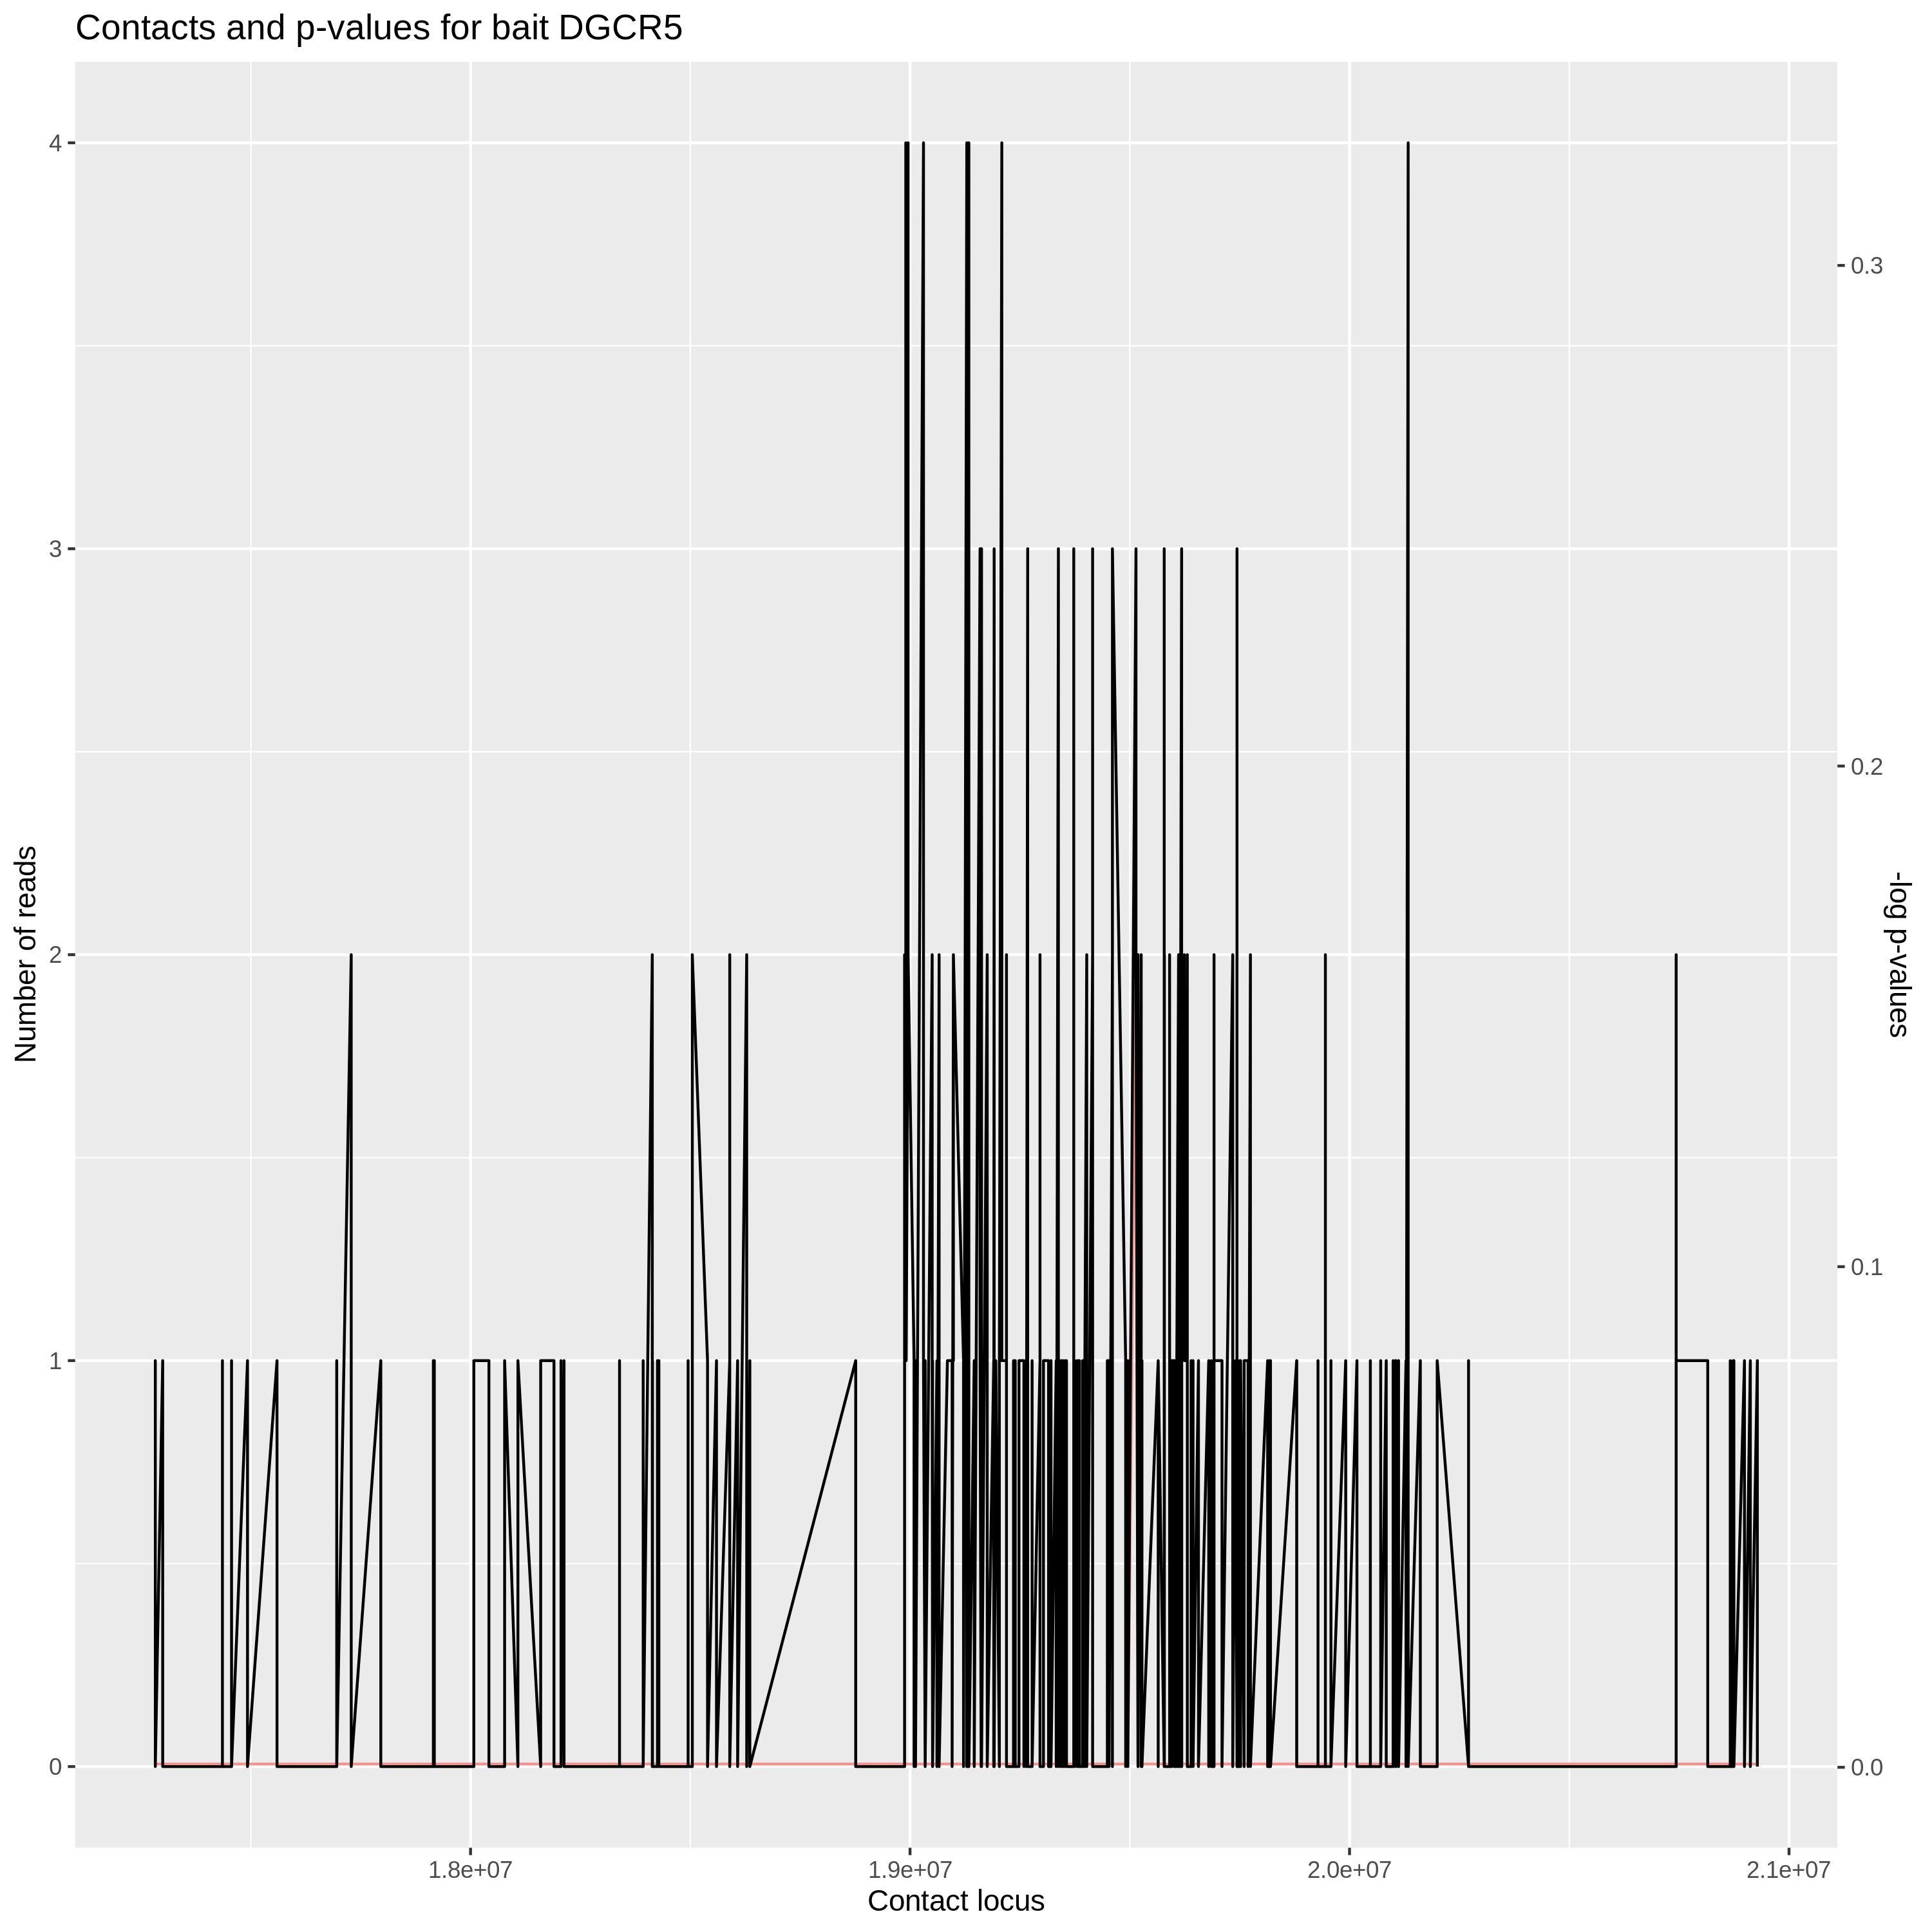 Contacts and p-values for bait DGCR5
4
3
2
1
0
Number of reads
0.3
0.2
0.1
0.0
-log p-values
1.8e+07
1.9e+07
2.0e+07
2.1e+07
Contact locus